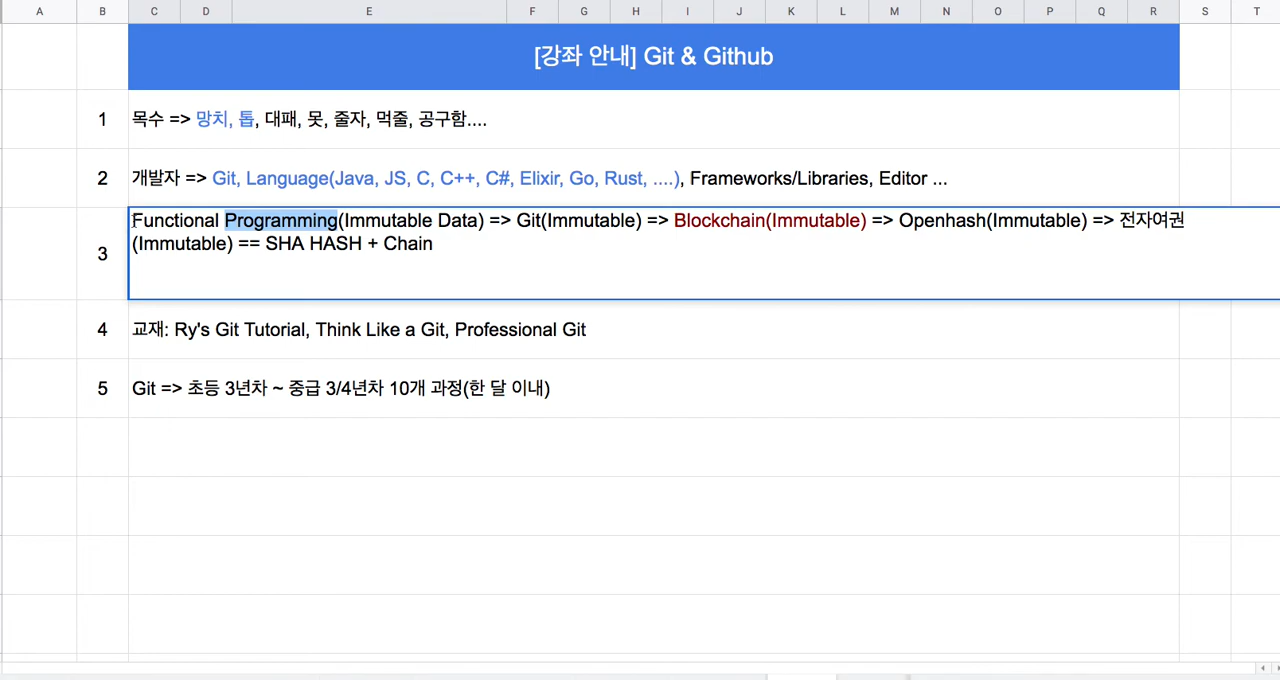 A B C D E F G H I J K L M N O P Q R S T
[강좌 안내] Git & Github
1 목수 => 망치, 톱, 대패, 못, 줄자, 먹줄, 공구함....
2 개발자 => Git, Language(Java, JS, C, C++, C#, Elixir, Go, Rust, ....), Frameworks/Libraries, Editor ...
Functional Programming(Immutable Data) => Git(Immutable) => Blockchain(Immutable) => Openhash(Immutable) => 전자여권
3 (Immutable) == SHA HASH + Chain
4 교재: Ry's Git Tutorial, Think Like a Git, Professional Git
5 Git => 초등 3년차 ~ 중급 3/4년차 10개 과정(한 달 이내)